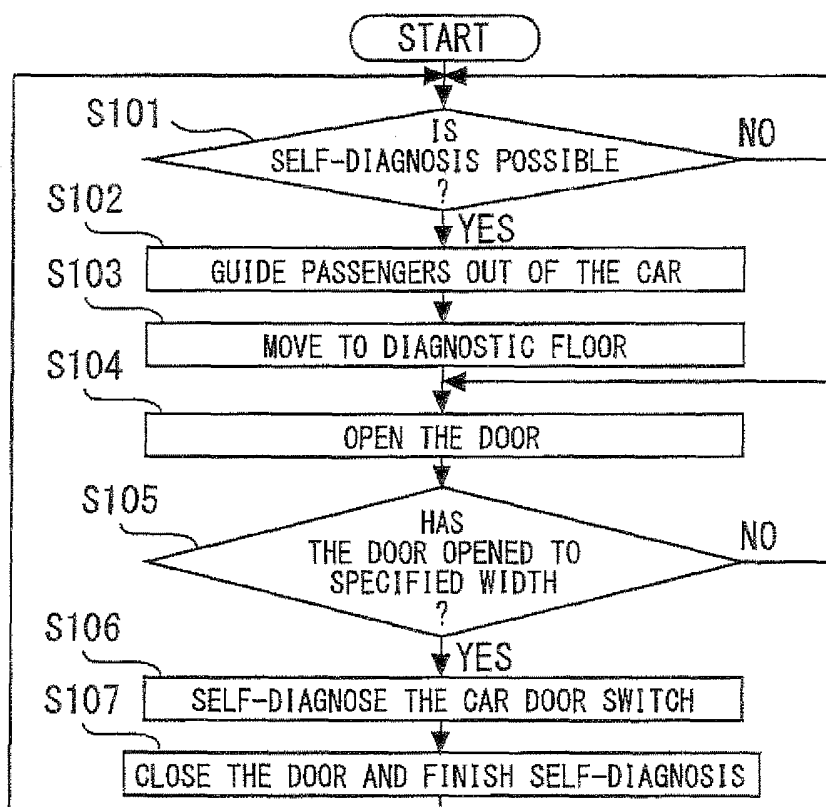 START
S101
IS
SELF-DIAGNOSIS POSSIBLE
?
NO
S102
YES
GUIDE PASSENGERS OUT OF THE CAR
S103
MOVE TO DIAGNOSTIC FLOOR
S104
OPEN THE DOOR
S105
HAS
THE DOOR OPENED TO
SPECIFIED WIDTH
?
NO
S106
YES
SELF-DIAGNOSE THE CAR DOOR SWITCH
S107
CLOSE THE DOOR AND FINISH SELF-DIAGNOSIS